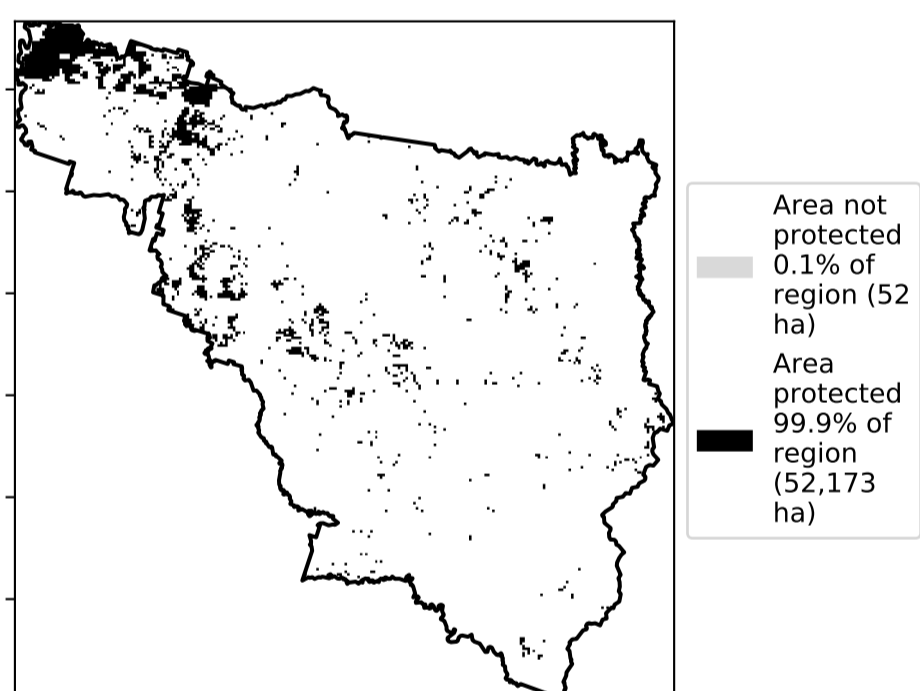 Area not
protected
0.1% of
region (52
ha)
Area
protected
99.9% of
region
(52,173
ha)